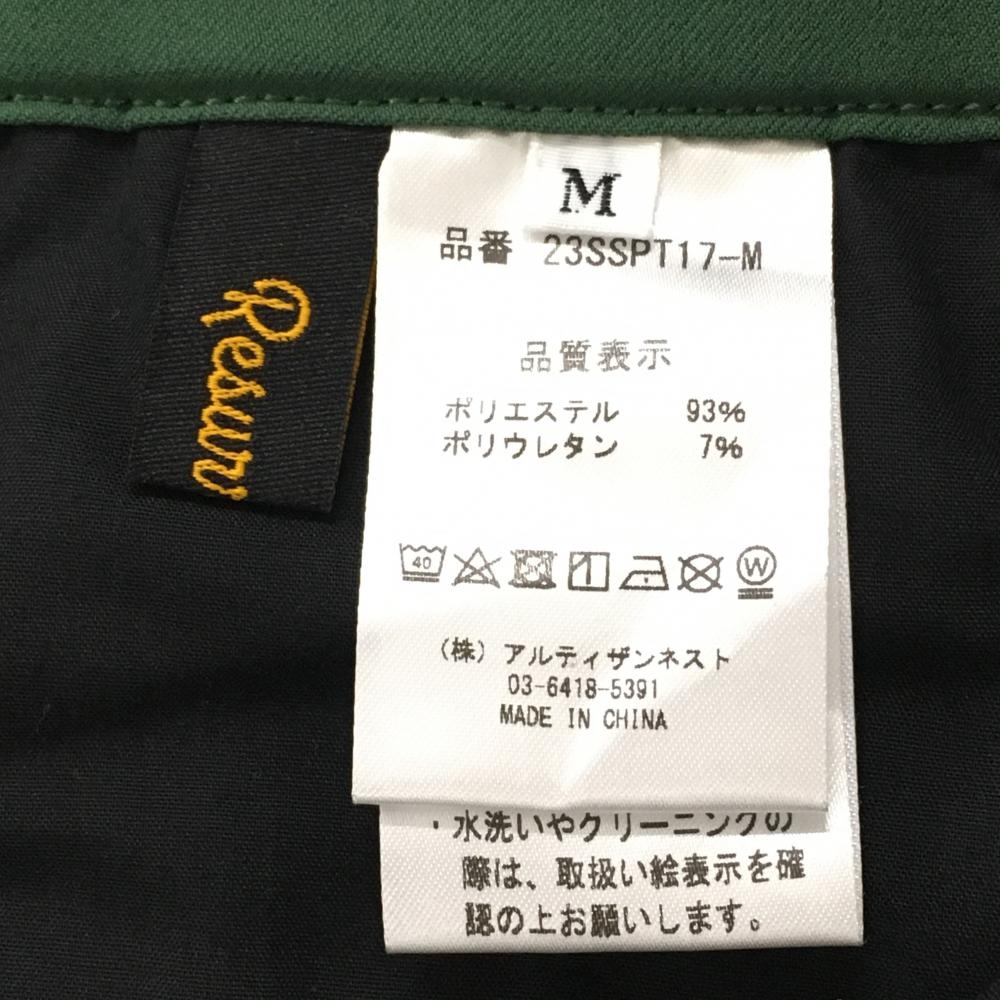 Resurr
M
品番 23SSPT17-M
品質表示
ポリエステル 93%
ポリウレタン 7%
40
W
(株) アルティザンネスト
03-6418-5391
MADE IN CHINA
・水洗いやクリーニングの
際は、取扱い絵表示を確
認の上お願いします。